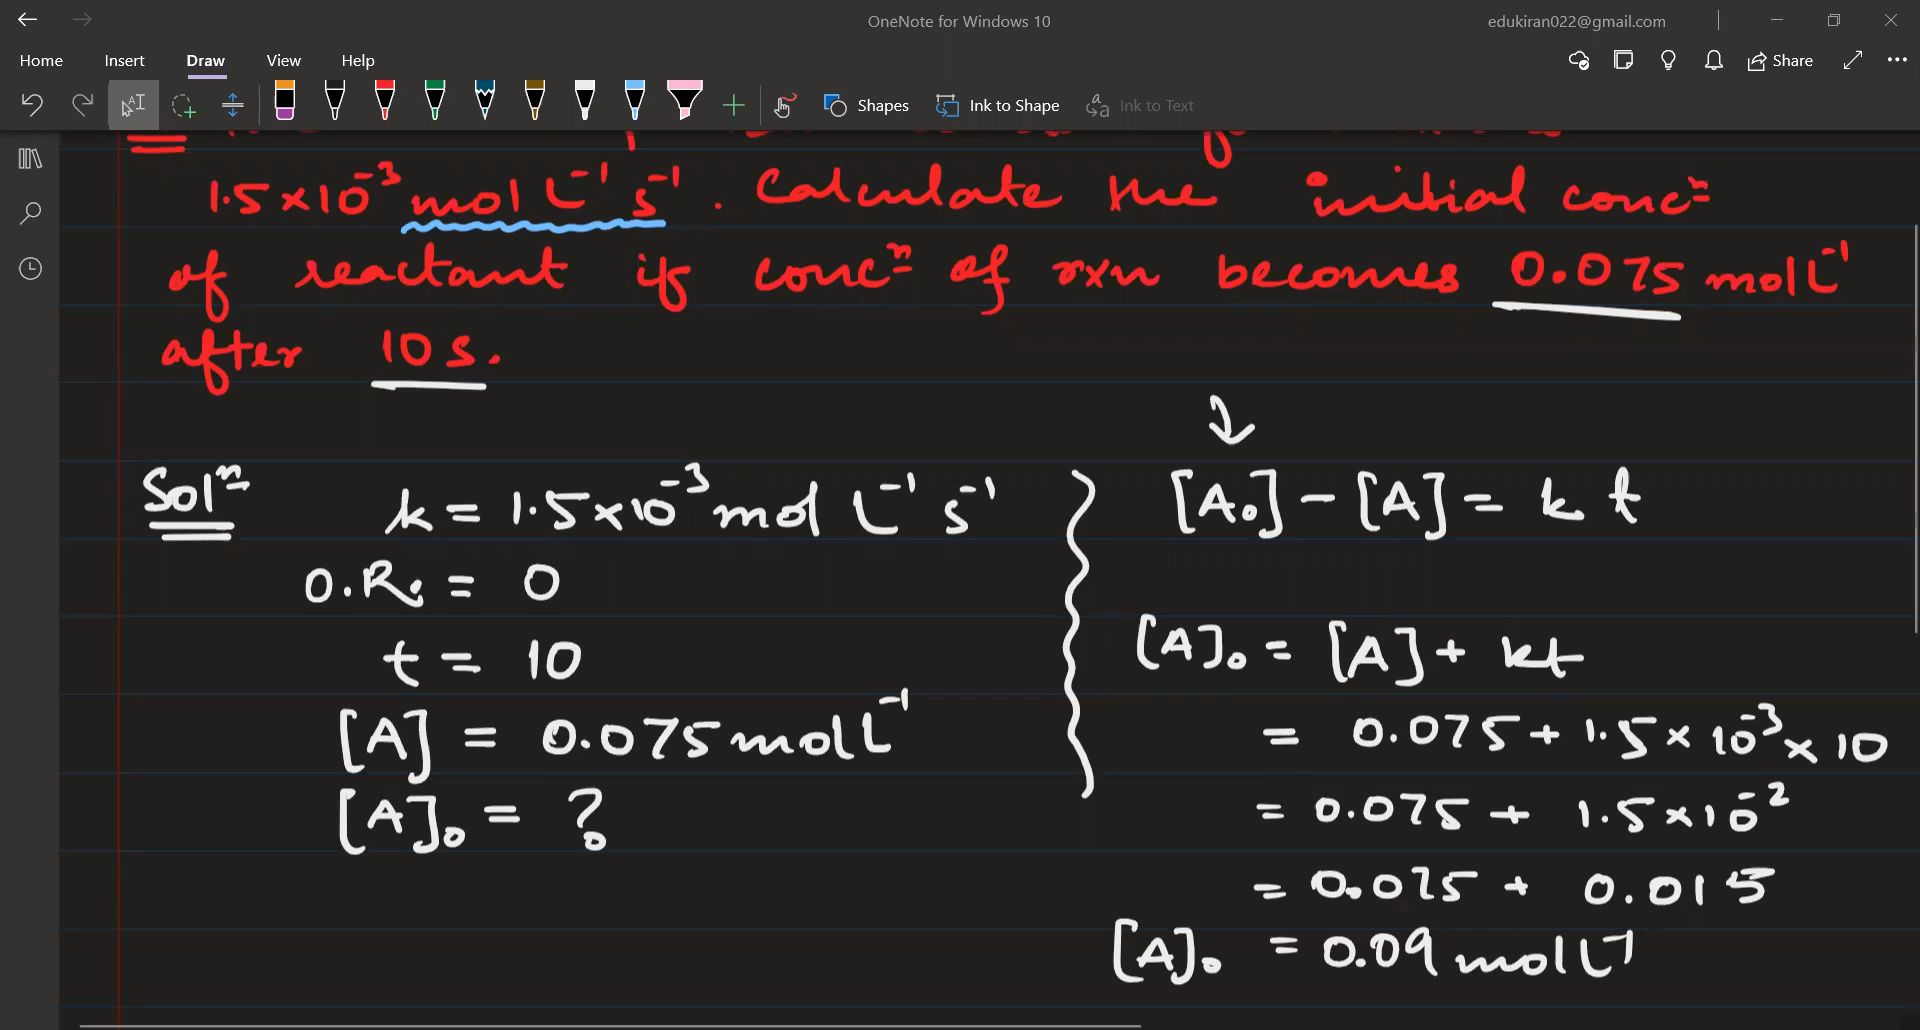 OneNote for Windows 10
edukiran022@gmail.com
Home Insert Draw View Help
Share
Shapes Ink to Shape Ink to Text
1.5×10⁻³ mol L⁻¹ s⁻¹. Calculate the initial concⁿ
of reactant if concⁿ of rxn becomes 0.075 mol L⁻¹
after 10 s.
Solⁿ
k = 1.5×10⁻³ mol L⁻¹ s⁻¹
O.R. = 0
t = 10
[A] = 0.075 mol L⁻¹
[A]₀ = ?
[A₀] − [A] = k t
[A]₀ = [A] + kt
= 0.075 + 1.5 × 10⁻³ × 10
= 0.075 + 1.5×10⁻²
= 0.075 + 0.015
[A]₀ = 0.09 mol L⁻¹